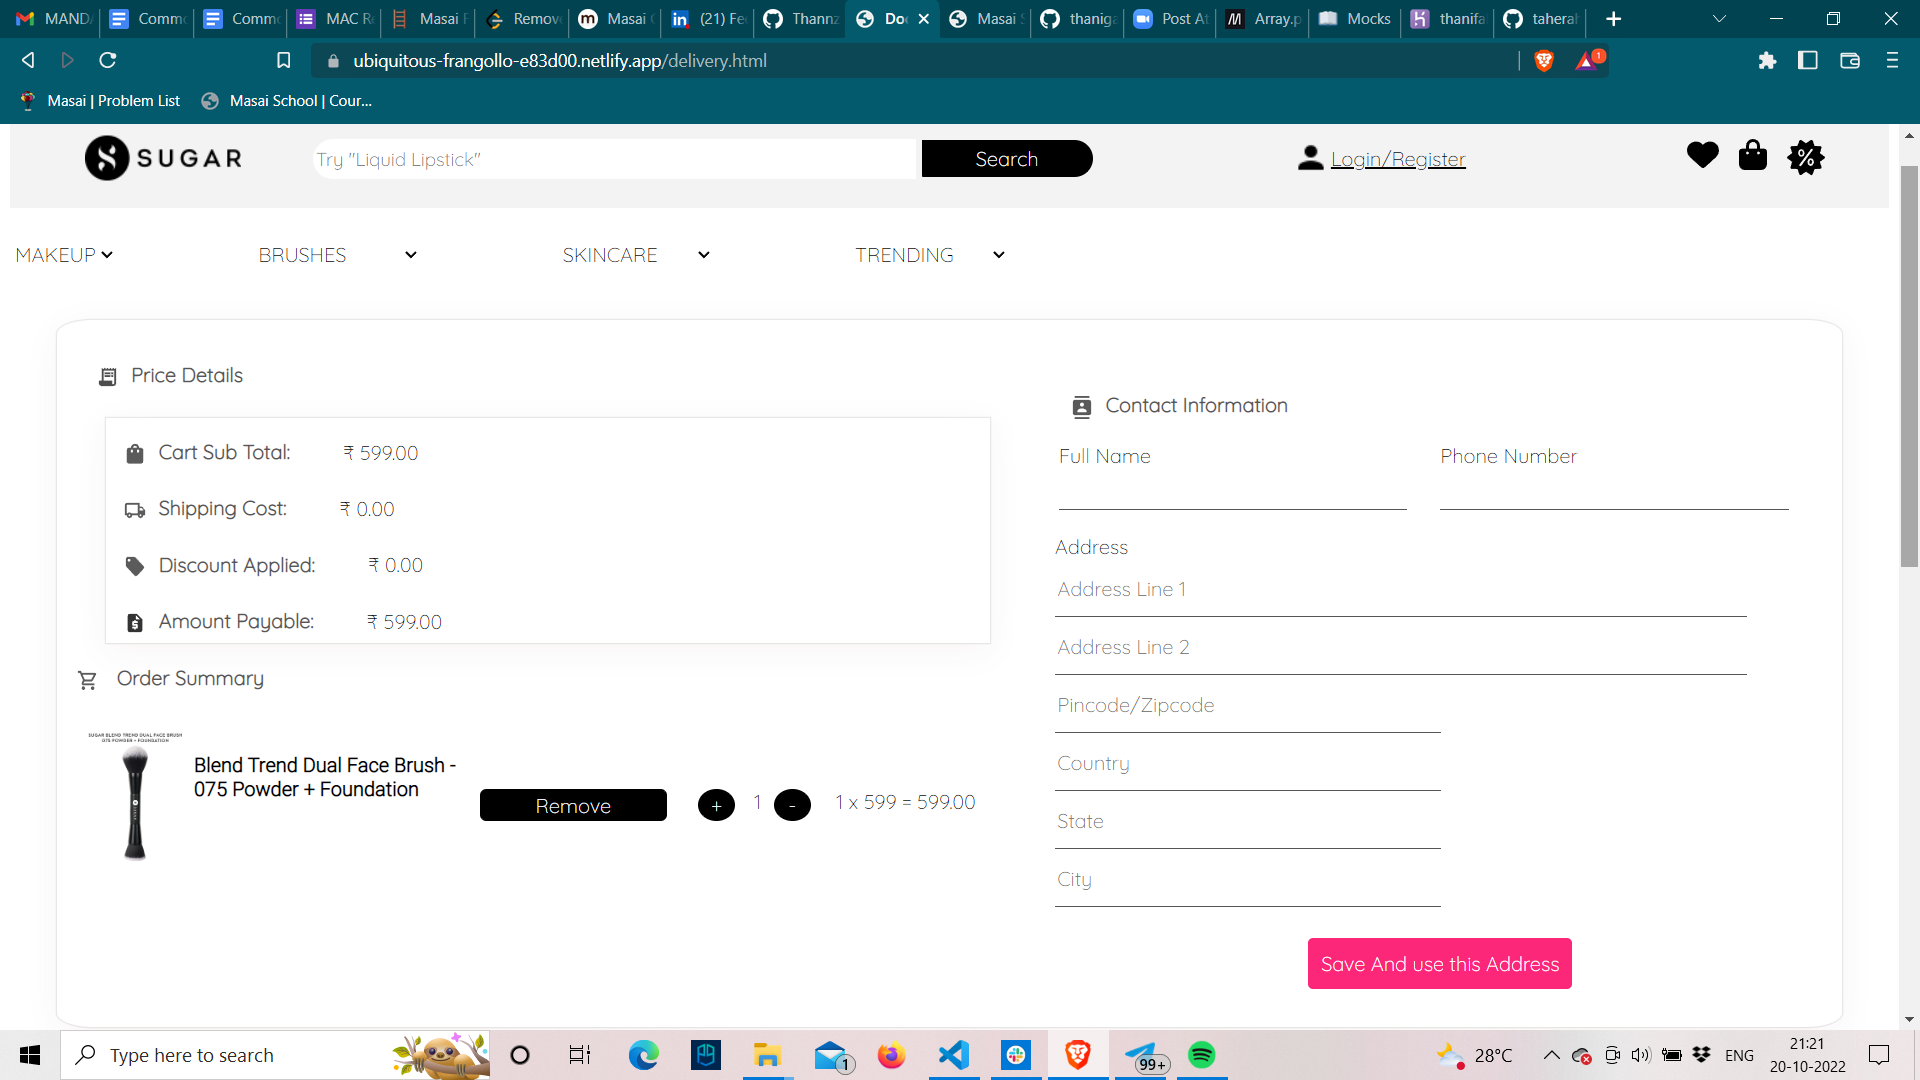 MANDA
Comm
Comm
MAC R
Masai F
Remov
Masai
(21) Fe
Thann
Do
Masai S
thanig
Post At
Array.p
Mocks
thanifa
tahera
ubiquitous-frangollo-e83d00.netlify.app/delivery.html
1
Masai | Problem List
Masai School | Cour...
SUGAR
Try "Liquid Lipstick"
Search
Login/Register
%
MAKEUP
BRUSHES
SKINCARE
TRENDING
Price Details
Cart Sub Total: ₹ 599.00
Shipping Cost: ₹ 0.00
Discount Applied: ₹ 0.00
Amount Payable: ₹ 599.00
Order Summary
SUGAR BLEND TREND DUAL FACE BRUSH
075 POWDER + FOUNDATION
Blend Trend Dual Face Brush -
075 Powder + Foundation
Remove
+ 1 -
1 x 599 = 599.00
Contact Information
Full Name
Phone Number
Address
Address Line 1
Address Line 2
Pincode/Zipcode
Country
State
City
Save And use this Address
Type here to search
1
99+
28°C
ENG
21:21
20-10-2022